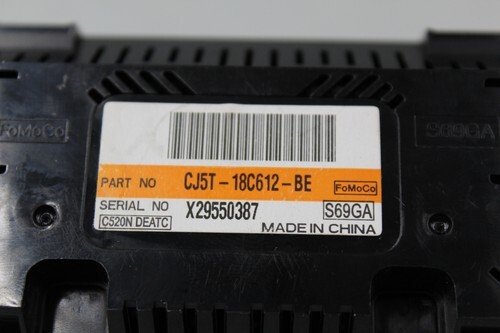 FoMoCo
S69GA
PART NO CJ5T-18C612-BE FoMoCo
SERIAL NO X29550387 S69GA
C520N DEATC MADE IN CHINA